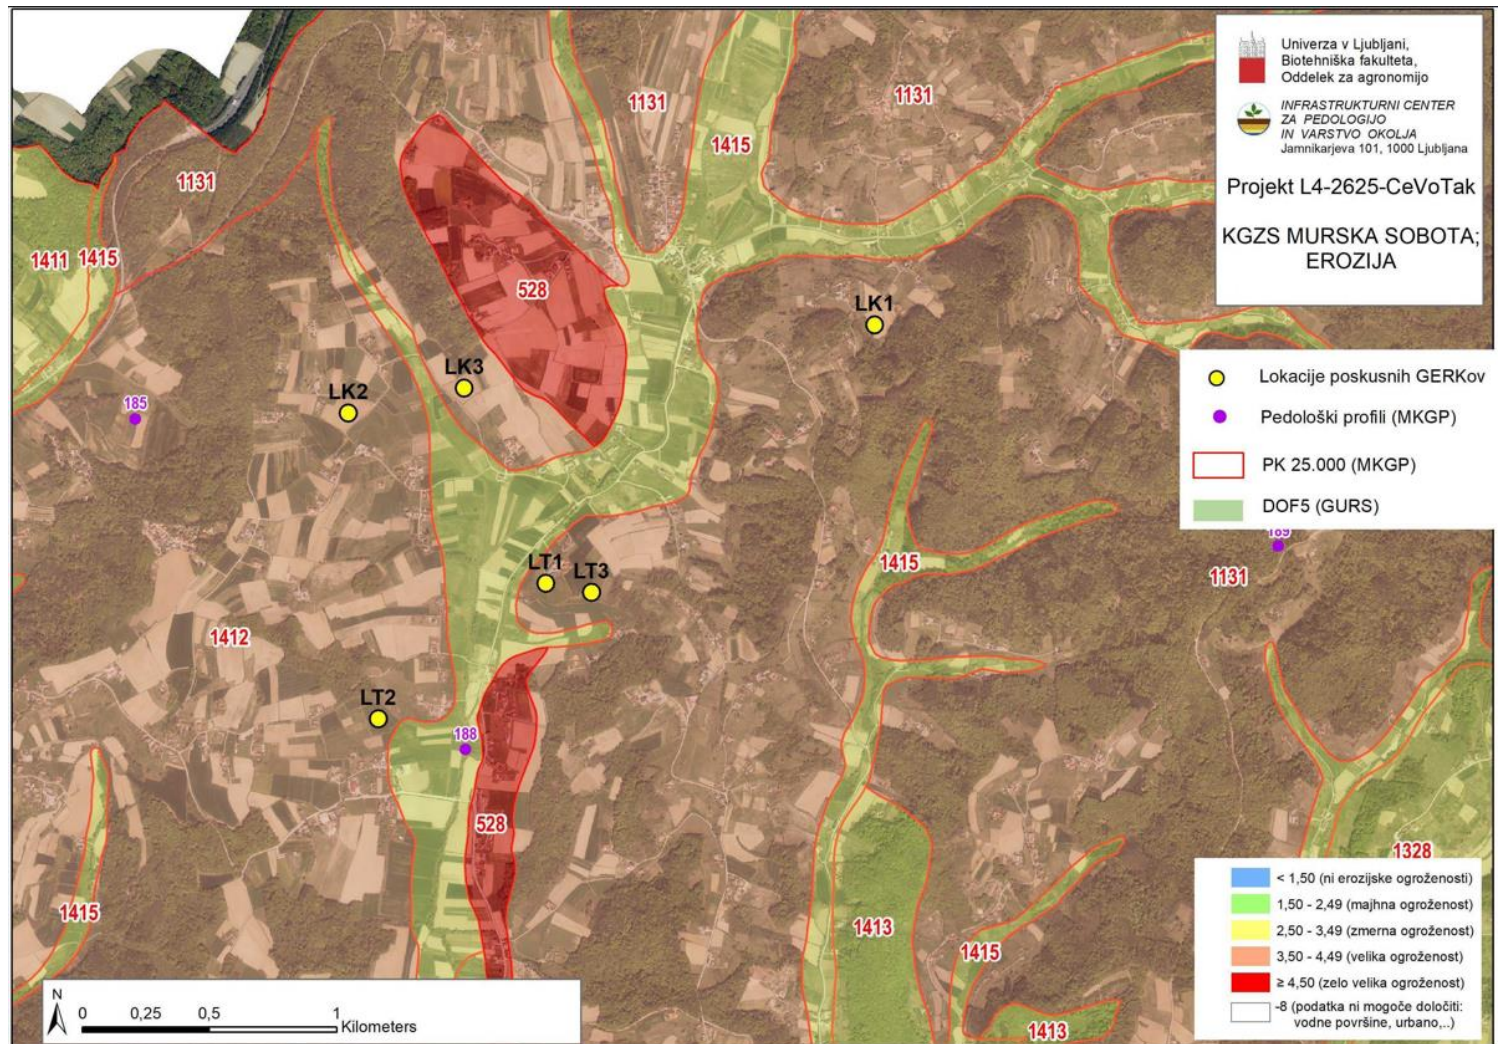 Univerza v Ljubljani,
Biotehniška fakulteta,
Oddelek za agronomijo
INFRASTRUKTURNI CENTER
ZA PEDOLOGIJO
IN VARSTVO OKOLJA
Jamnikarjeva 101, 1000 Ljubljana
Projekt L4-2625-CeVoTak
KGZS MURSKA SOBOTA;
EROZIJA
1131
1131
1415
1131
1411
1415
528
LK1
LK3
LK2
185
Lokacije poskusnih GERKov
Pedološki profili (MKGP)
PK 25.000 (MKGP)
DOF5 (GURS)
189
1131
1415
LT1
LT3
1412
LT2
188
528
1328
1415
1413
1415
1413
< 1,50 (ni erozijske ogroženosti)
1,50 - 2,49 (majhna ogroženost)
2,50 - 3,49 (zmerna ogroženost)
3,50 - 4,49 (velika ogroženost)
≥ 4,50 (zelo velika ogroženost)
-8 (podatka ni mogoče določiti:
vodne površine, urbano,..)
N
0 0,25 0,5 1
Kilometers